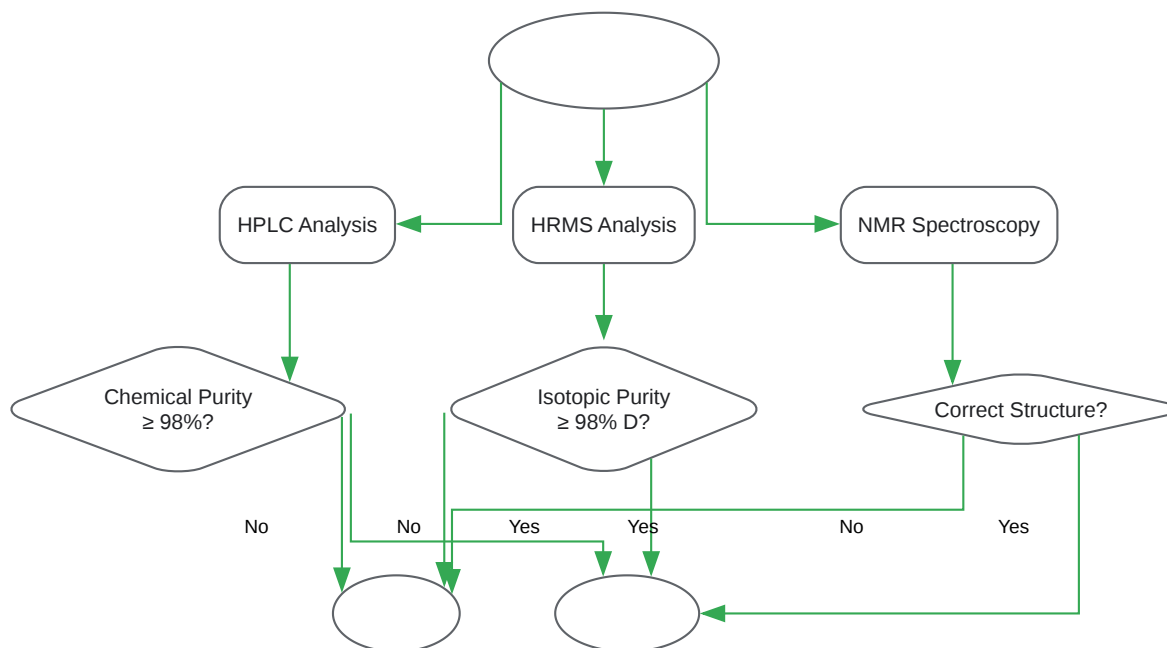 HPLC Analysis
HRMS Analysis
NMR Spectroscopy
Chemical Purity
≥ 98%?
Isotopic Purity
≥ 98% D?
Correct Structure?
No
No
Yes
Yes
No
Yes